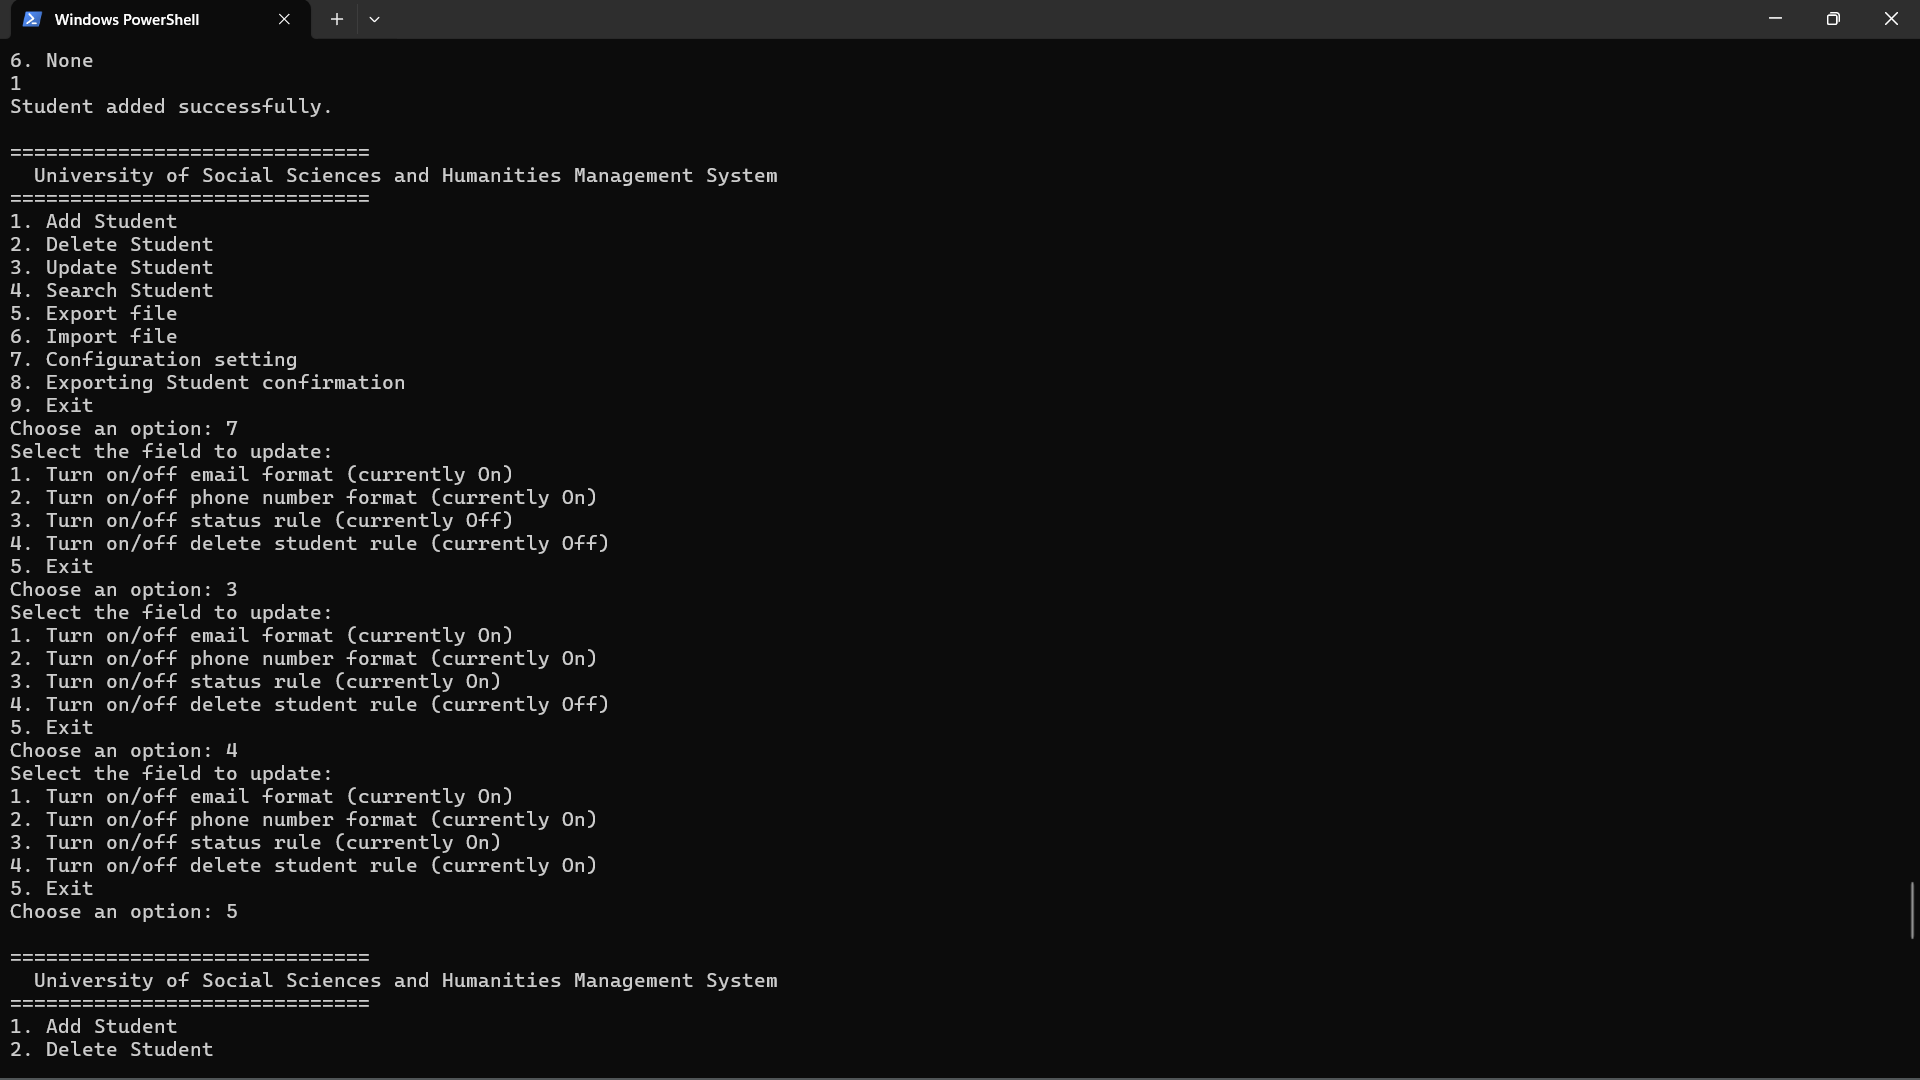 Windows PowerShell
6. None
1
Student added successfully.
==============================
University of Social Sciences and Humanities Management System
==============================
1. Add Student
2. Delete Student
3. Update Student
4. Search Student
5. Export file
6. Import file
7. Configuration setting
8. Exporting Student confirmation
9. Exit
Choose an option: 7
Select the field to update:
1. Turn on/off email format (currently On)
2. Turn on/off phone number format (currently On)
3. Turn on/off status rule (currently Off)
4. Turn on/off delete student rule (currently Off)
5. Exit
Choose an option: 3
Select the field to update:
1. Turn on/off email format (currently On)
2. Turn on/off phone number format (currently On)
3. Turn on/off status rule (currently On)
4. Turn on/off delete student rule (currently Off)
5. Exit
Choose an option: 4
Select the field to update:
1. Turn on/off email format (currently On)
2. Turn on/off phone number format (currently On)
3. Turn on/off status rule (currently On)
4. Turn on/off delete student rule (currently On)
5. Exit
Choose an option: 5
==============================
University of Social Sciences and Humanities Management System
==============================
1. Add Student
2. Delete Student